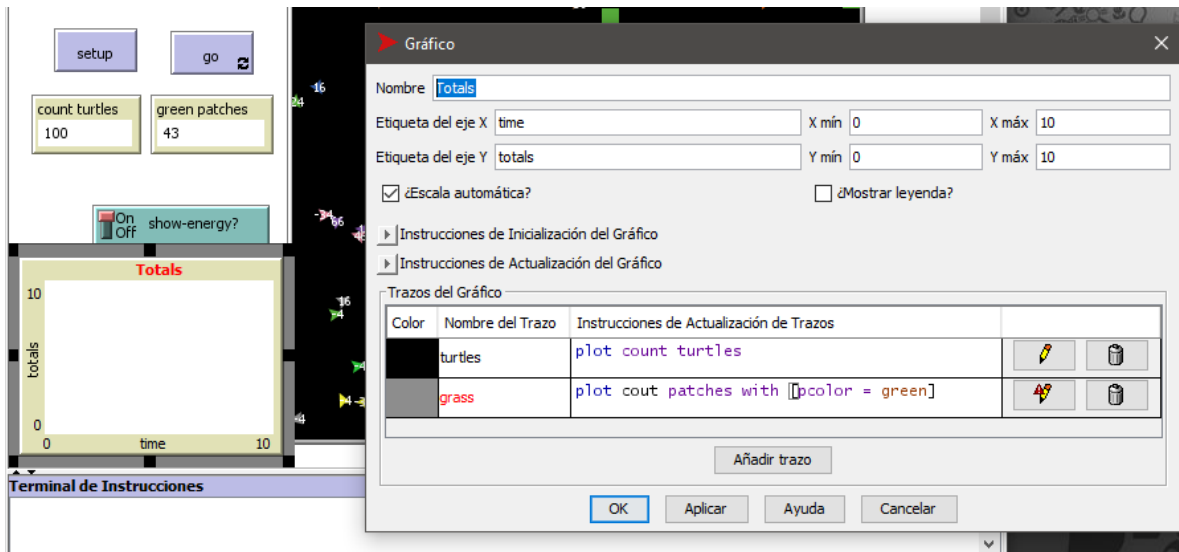 setup
go
count turtles
100
green patches
43
On
Off
show-energy?
Totals
10
totals
0
0
time
10
Terminal de Instrucciones
16
16
4
4
Gráfico
Nombre Totals
Etiqueta del eje X time X mín 0 X máx 10
Etiqueta del eje Y totals Y mín 0 Y máx 10
¿Escala automática? ¿Mostrar leyenda?
Instrucciones de Inicialización del Gráfico
Instrucciones de Actualización del Gráfico
Trazos del Gráfico
Color Nombre del Trazo Instrucciones de Actualización de Trazos
turtles plot count turtles
grass plot cout patches with [pcolor = green]
Añadir trazo
OK Aplicar Ayuda Cancelar